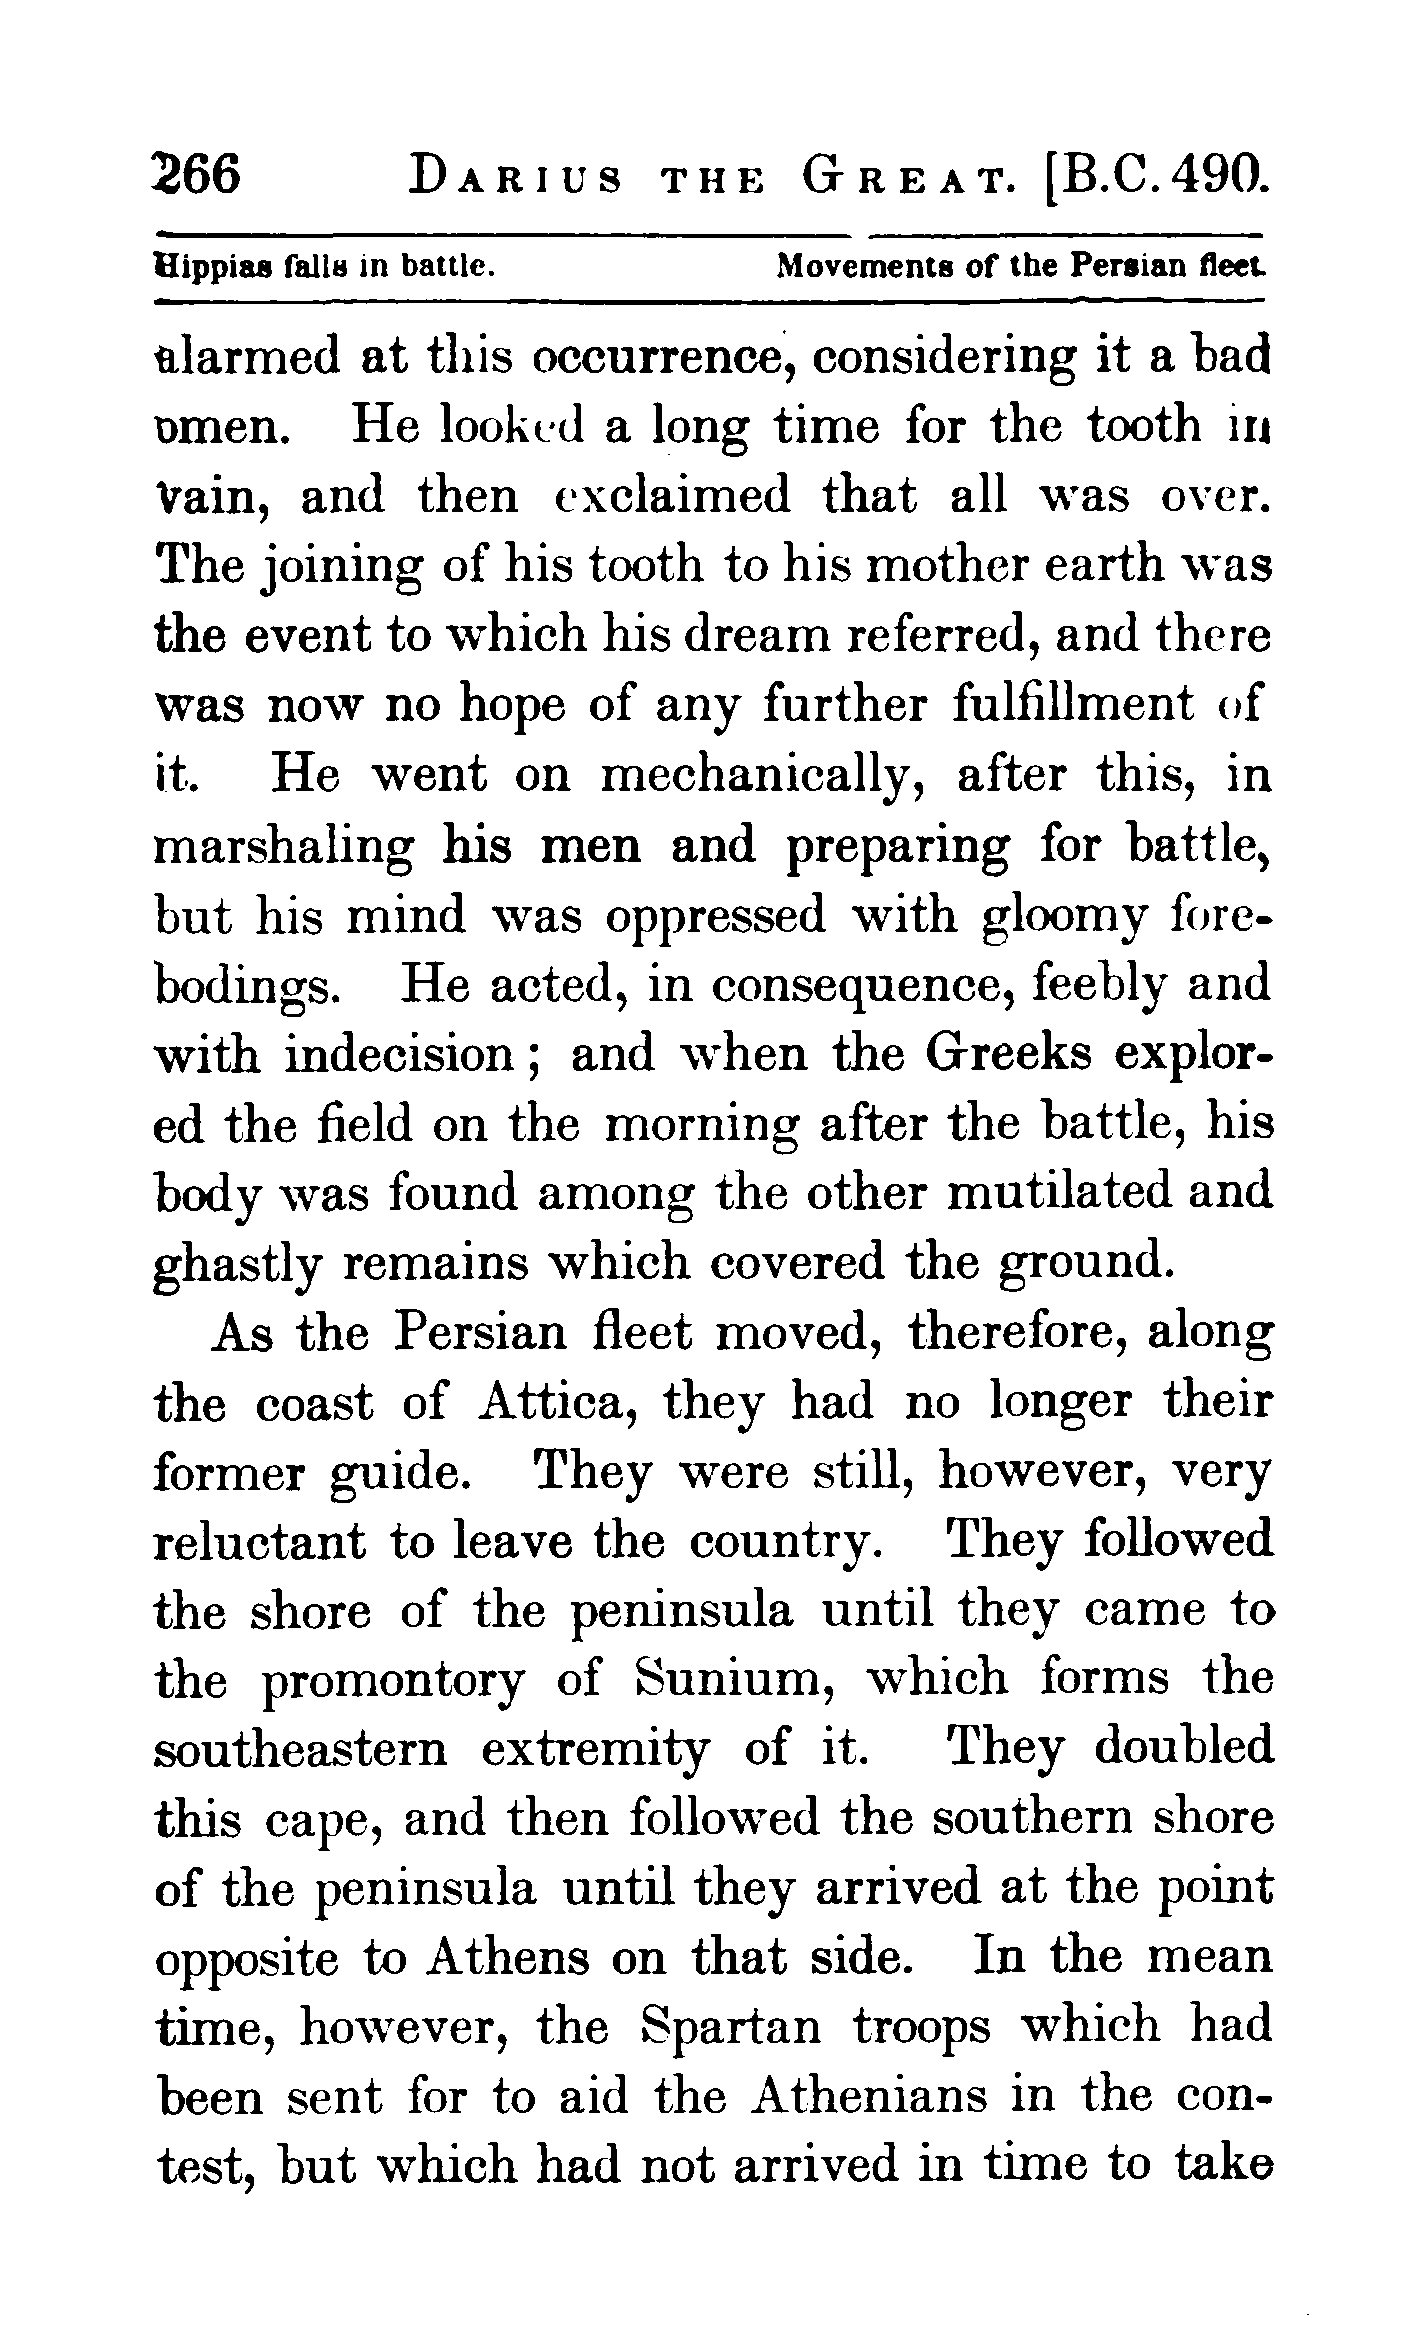 266 DARIUS THE GREAT. [B.C. 490.
Hippias falls in battle. Movements of the Persian fleet.
alarmed at this occurrence, considering it a bad
omen. He looked a long time for the tooth in
vain, and then exclaimed that all was over.
The joining of his tooth to his mother earth was
the event to which his dream referred, and there
was now no hope of any further fulfillment of
it. He went on mechanically, after this, in
marshaling his men and preparing for battle,
but his mind was oppressed with gloomy fore-
bodings. He acted, in consequence, feebly and
with indecision ; and when the Greeks explor-
ed the field on the morning after the battle, his
body was found among the other mutilated and
ghastly remains which covered the ground.
As the Persian fleet moved, therefore, along
the coast of Attica, they had no longer their
former guide. They were still, however, very
reluctant to leave the country. They followed
the shore of the peninsula until they came to
the promontory of Sunium, which forms the
southeastern extremity of it. They doubled
this cape, and then followed the southern shore
of the peninsula until they arrived at the point
opposite to Athens on that side. In the mean
time, however, the Spartan troops which had
been sent for to aid the Athenians in the con-
test, but which had not arrived in time to take